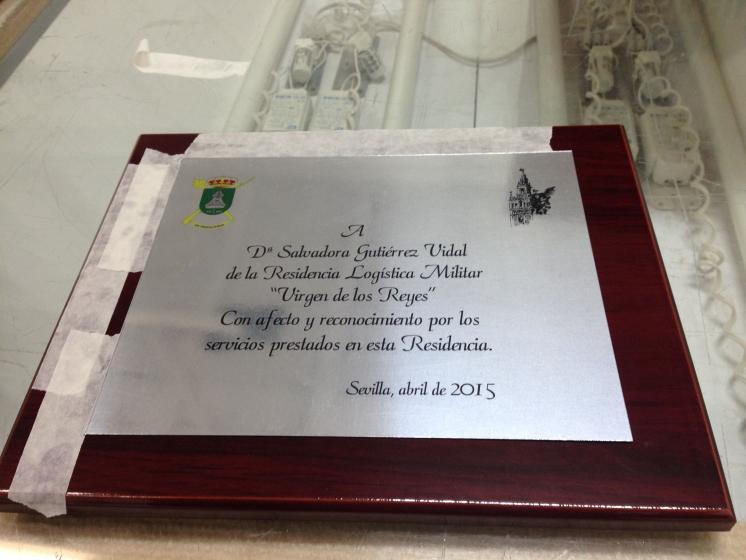 A
Dª Salvadora Gutiérrez Vidal
de la Residencia Logística Militar
"Virgen de los Reyes"
Con afecto y reconocimiento por los
servicios prestados en esta Residencia.
Sevilla, abril de 2015